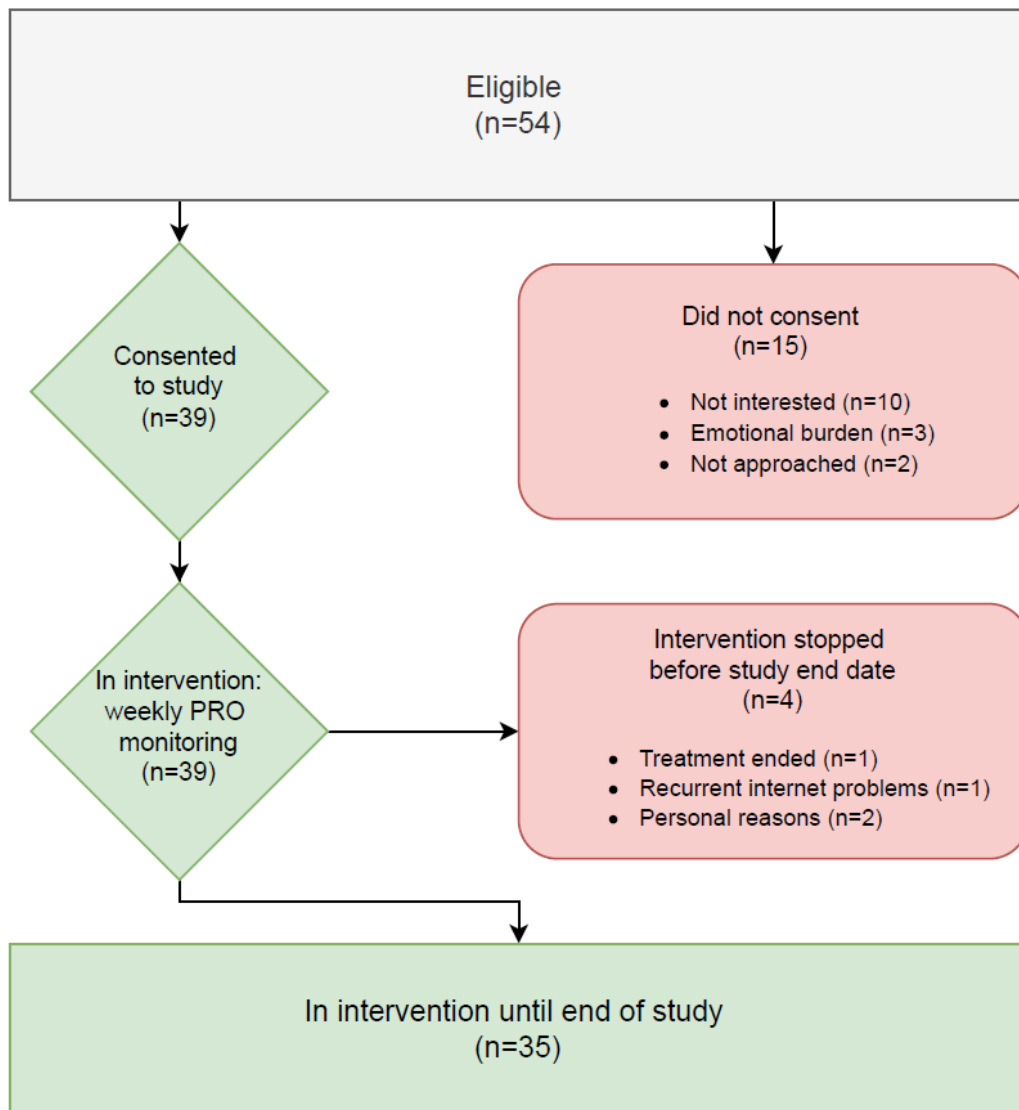 Eligible
(n=54)
Consented
to study
(n=39)
Did not consent
(n=15)
• Not interested (n=10)
• Emotional burden (n=3)
• Not approached (n=2)
In intervention:
weekly PRO
monitoring
(n=39)
Intervention stopped
before study end date
(n=4)
• Treatment ended (n=1)
• Recurrent internet problems (n=1)
• Personal reasons (n=2)
In intervention until end of study
(n=35)